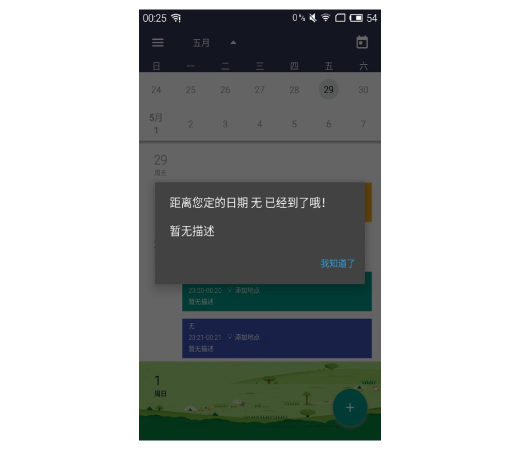 00:25 0% 54
五月
日 一 二 三 四 五 六
24 25 26 27 28 29 30
5月
1 2 3 4 5 6 7
29
周五
距离您定的日期 无 已经到了哦!
暂无描述
我知道了
23:20-00:20 添加地点
暂无描述
无
23:21-00:21 添加地点
暂无描述
1
周日
+